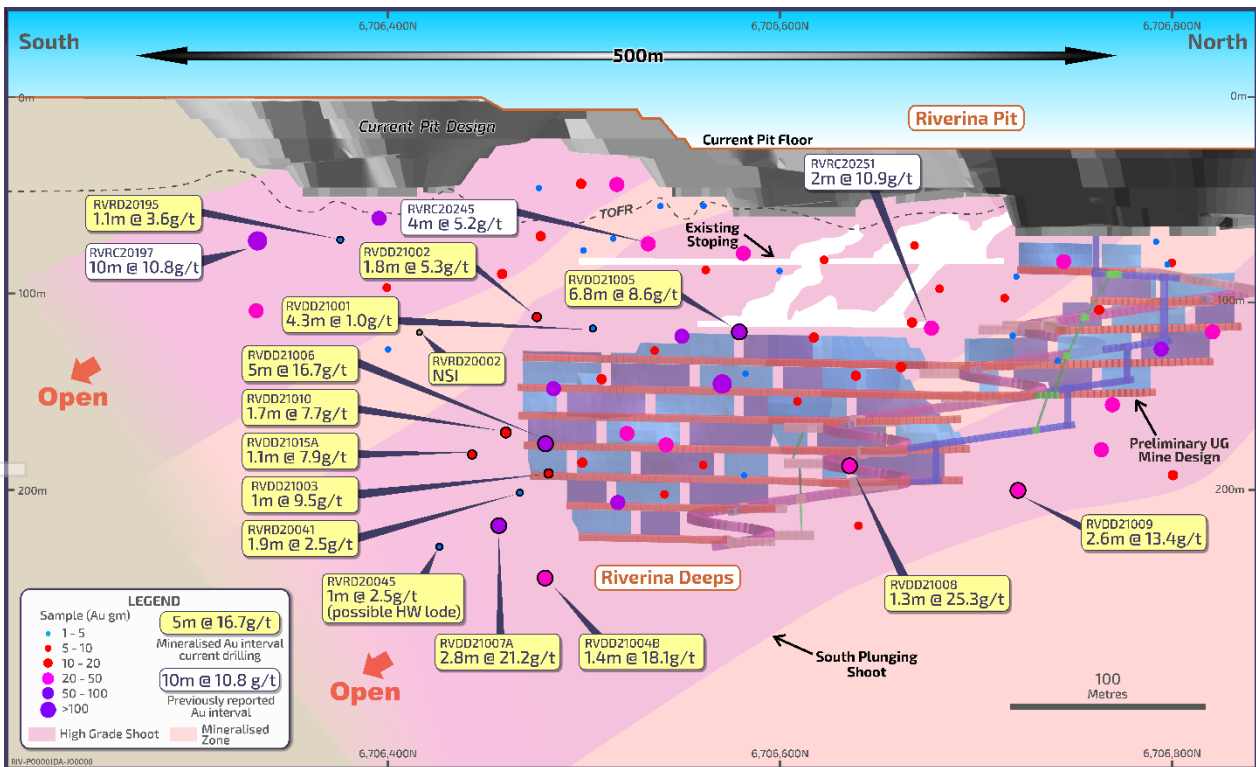 6,706,400N
6,706,600N
6,706,800N
South
North
500m
0m
0m
Riverina Pit
Current Pit Design
Current Pit Floor
RVRC20251
2m @ 10.9g/t
RVRD20195
1.1m @ 3.6g/t
RVRC20245
4m @ 5.2g/t
TOFR
Existing
Stoping
RVRC20197
10m @ 10.8g/t
RVDD21002
1.8m @ 5.3g/t
RVDD21005
6.8m @ 8.6g/t
100m
100m
RVDD21001
4.3m @ 1.0g/t
RVRD20002
NSI
RVDD21006
5m @ 16.7g/t
Open
RVDD21010
1.7m @ 7.7g/t
RVDD21015A
1.1m @ 7.9g/t
Preliminary UG
Mine Design
RVDD21003
1m @ 9.5g/t
200m
200m
RVRD20041
1.9m @ 2.5g/t
RVDD21009
2.6m @ 13.4g/t
RVRD20045
1m @ 2.5g/t
(possible HW lode)
Riverina Deeps
RVDD21008
1.3m @ 25.3g/t
RVDD21007A
2.8m @ 21.2g/t
RVDD21004B
1.4m @ 18.1g/t
South Plunging
Shoot
Open
LEGEND
Sample (Au gm)
1 - 5
5 - 10
10 - 20
20 - 50
50 - 100
>100
5m @ 16.7g/t
Mineralised Au interval
current drilling
10m @ 10.8 g/t
Previously reported
Au interval
High Grade Shoot
Mineralised
Zone
100
Metres
6,706,400N
6,706,600N
6,706,800N